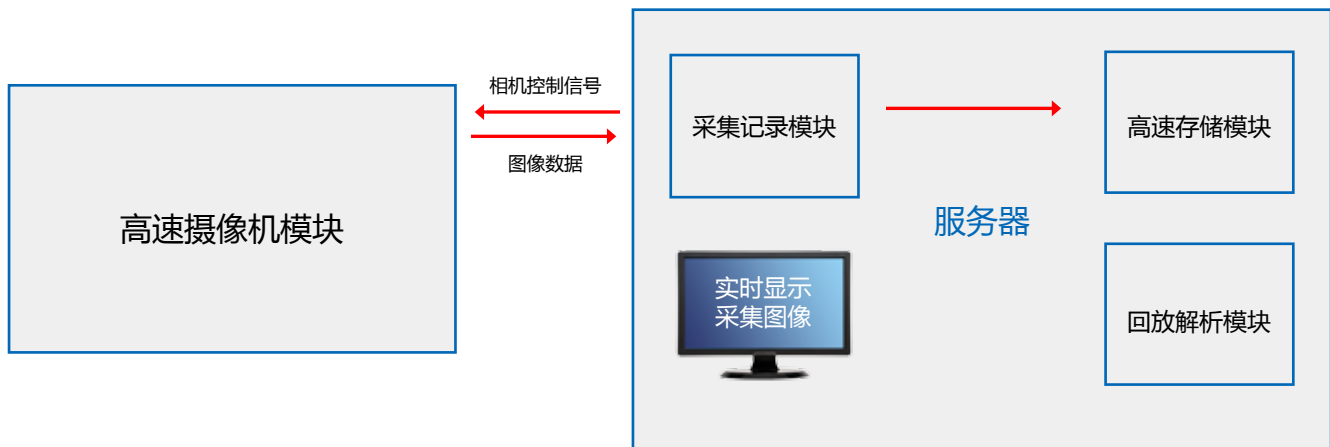 相机控制信号
图像数据
高速摄像机模块
采集记录模块
高速存储模块
服务器
实时显示
采集图像
回放解析模块